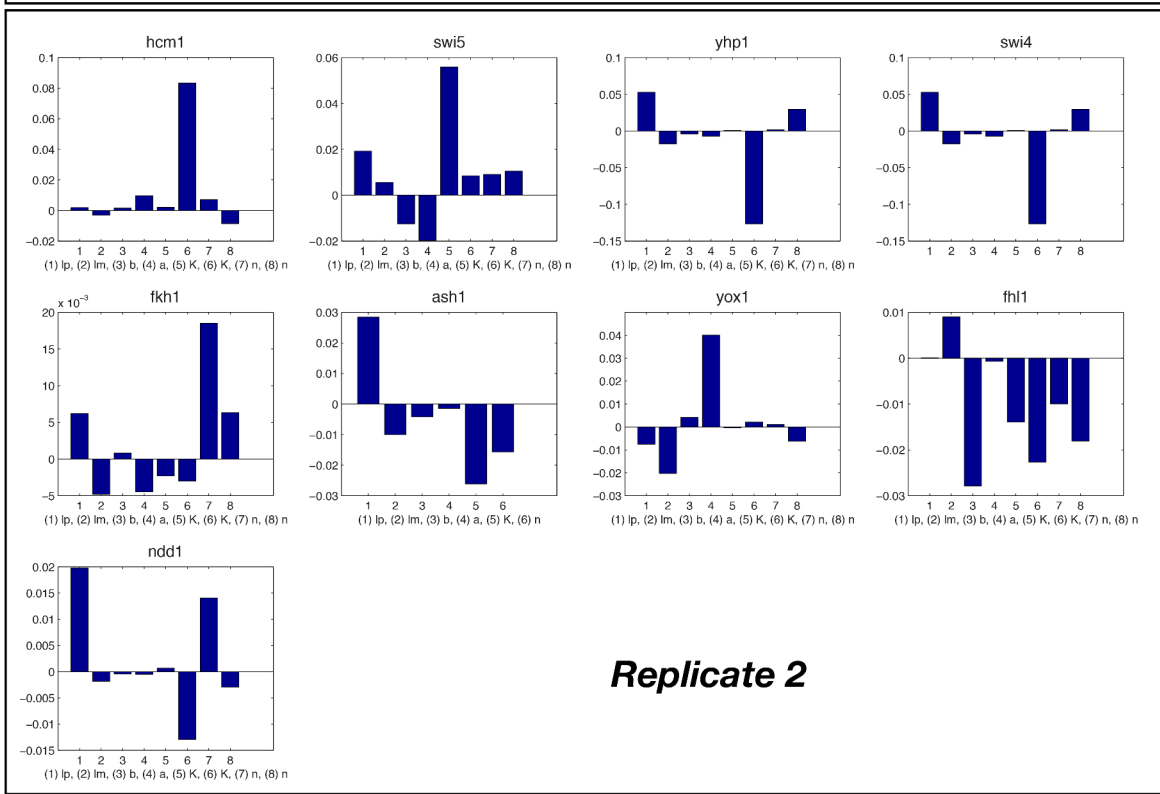 hcm1
0.1
0.08
0.06
0.04
0.02
0
−0.02
1 2 3 4 5 6 7 8
(1) lp, (2) lm, (3) b, (4) a, (5) K, (6) K, (7) n, (8) n
swi5
0.06
0.04
0.02
0
−0.02
1 2 3 4 5 6 7 8
(1) lp, (2) lm, (3) b, (4) a, (5) K, (6) K, (7) n, (8) n
yhp1
0.1
0.05
0
−0.05
−0.1
−0.15
1 2 3 4 5 6 7 8
(1) lp, (2) lm, (3) b, (4) a, (5) K, (6) K, (7) n, (8) n
swi4
0.1
0.05
0
−0.05
−0.1
−0.15
1 2 3 4 5 6 7 8
fkh1
x 10⁻³
20
15
10
5
0
−5
1 2 3 4 5 6 7 8
(1) lp, (2) lm, (3) b, (4) a, (5) K, (6) K, (7) n, (8) n
ash1
0.03
0.02
0.01
0
−0.01
−0.02
−0.03
1 2 3 4 5 6
(1) lp, (2) lm, (3) b, (4) a, (5) K, (6) n
yox1
0.04
0.03
0.02
0.01
0
−0.01
−0.02
−0.03
1 2 3 4 5 6 7 8
(1) lp, (2) lm, (3) b, (4) a, (5) K, (6) K, (7) n, (8) n
fhl1
0.01
0
−0.01
−0.02
−0.03
1 2 3 4 5 6 7 8
(1) lp, (2) lm, (3) b, (4) a, (5) K, (6) K, (7) n, (8) n
ndd1
0.02
0.015
0.01
0.005
0
−0.005
−0.01
−0.015
1 2 3 4 5 6 7 8
(1) lp, (2) lm, (3) b, (4) a, (5) K, (6) K, (7) n, (8) n
Replicate 2